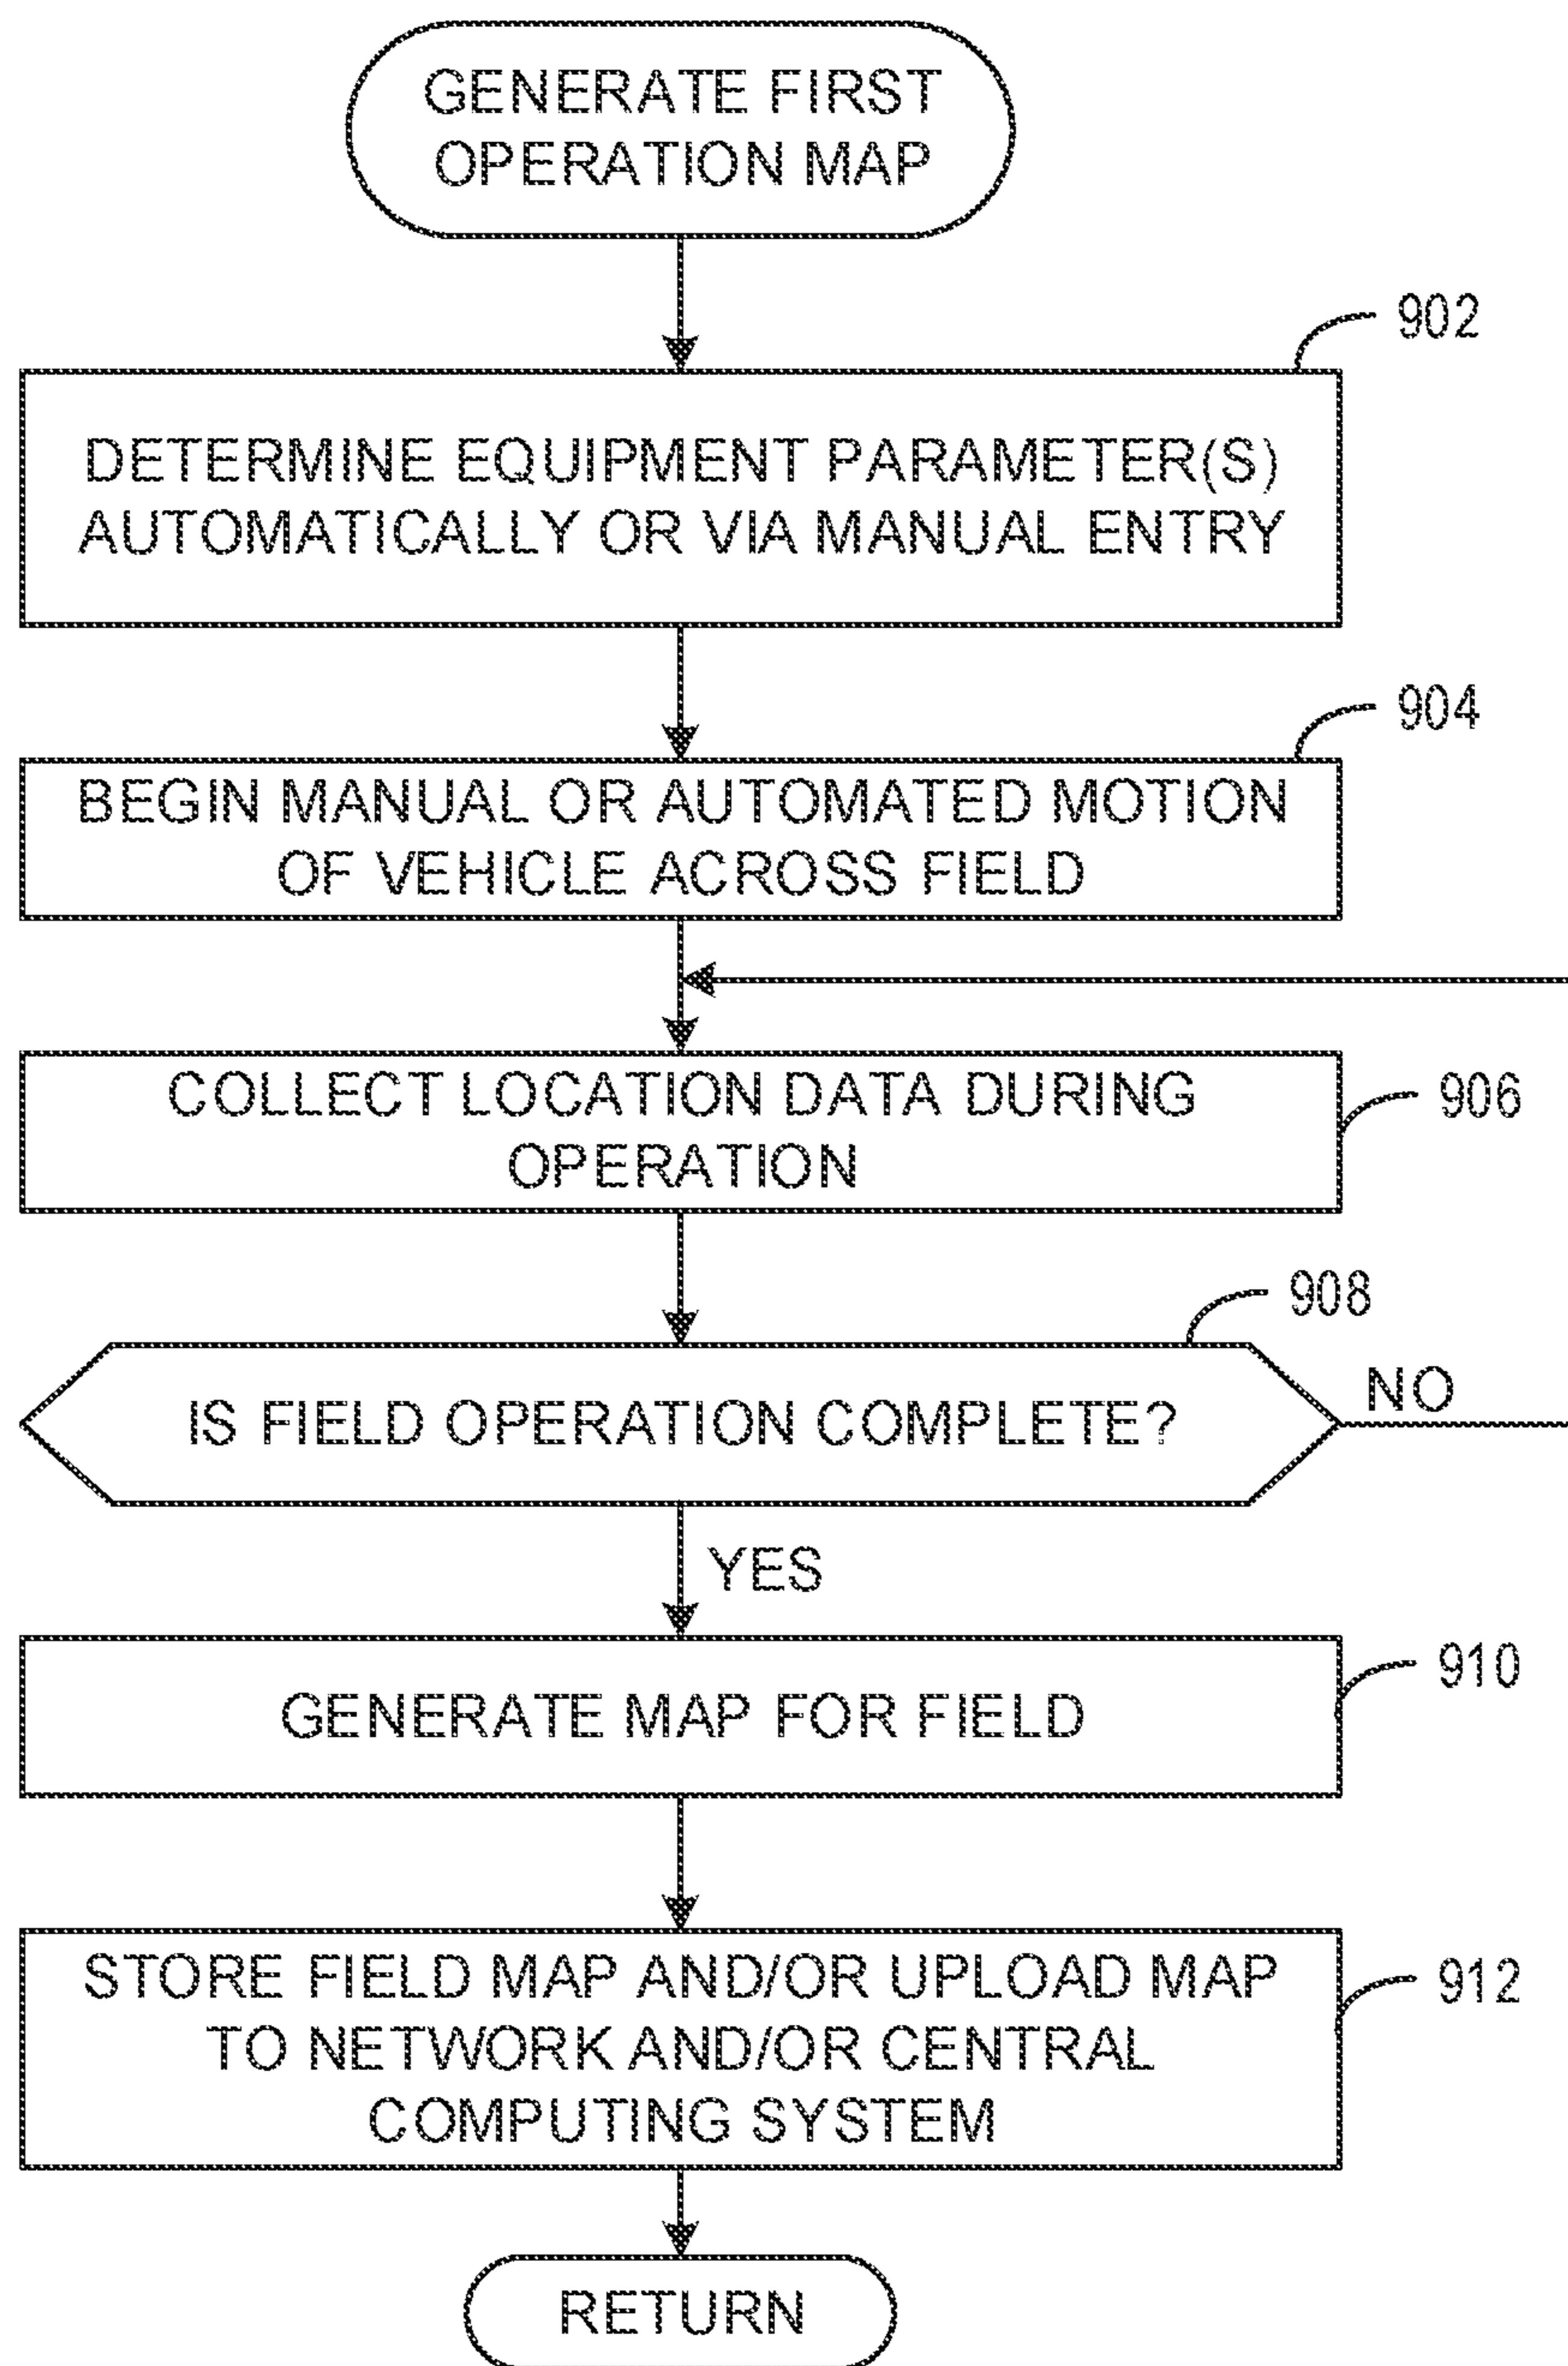 GENERATE FIRST
OPERATION MAP
902
DETERMINE EQUIPMENT PARAMETER(S)
AUTOMATICALLY OR VIA MANUAL ENTRY
904
BEGIN MANUAL OR AUTOMATED MOTION
OF VEHICLE ACROSS FIELD
COLLECT LOCATION DATA DURING
OPERATION
906
908
IS FIELD OPERATION COMPLETE?
NO
YES
GENERATE MAP FOR FIELD
910
STORE FIELD MAP AND/OR UPLOAD MAP
TO NETWORK AND/OR CENTRAL
COMPUTING SYSTEM
912
RETURN